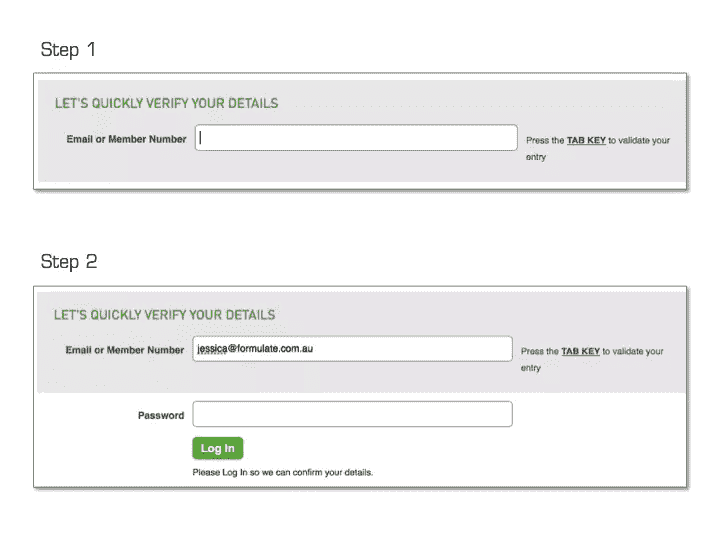 Step 1
LET'S QUICKLY VERIFY YOUR DETAILS
Email or Member Number
Press the TAB KEY to validate your
entry
Step 2
LET'S QUICKLY VERIFY YOUR DETAILS
Email or Member Number
jessica@formulate.com.au
Press the TAB KEY to validate your
entry
Password
Log In
Please Log In so we can confirm your details.